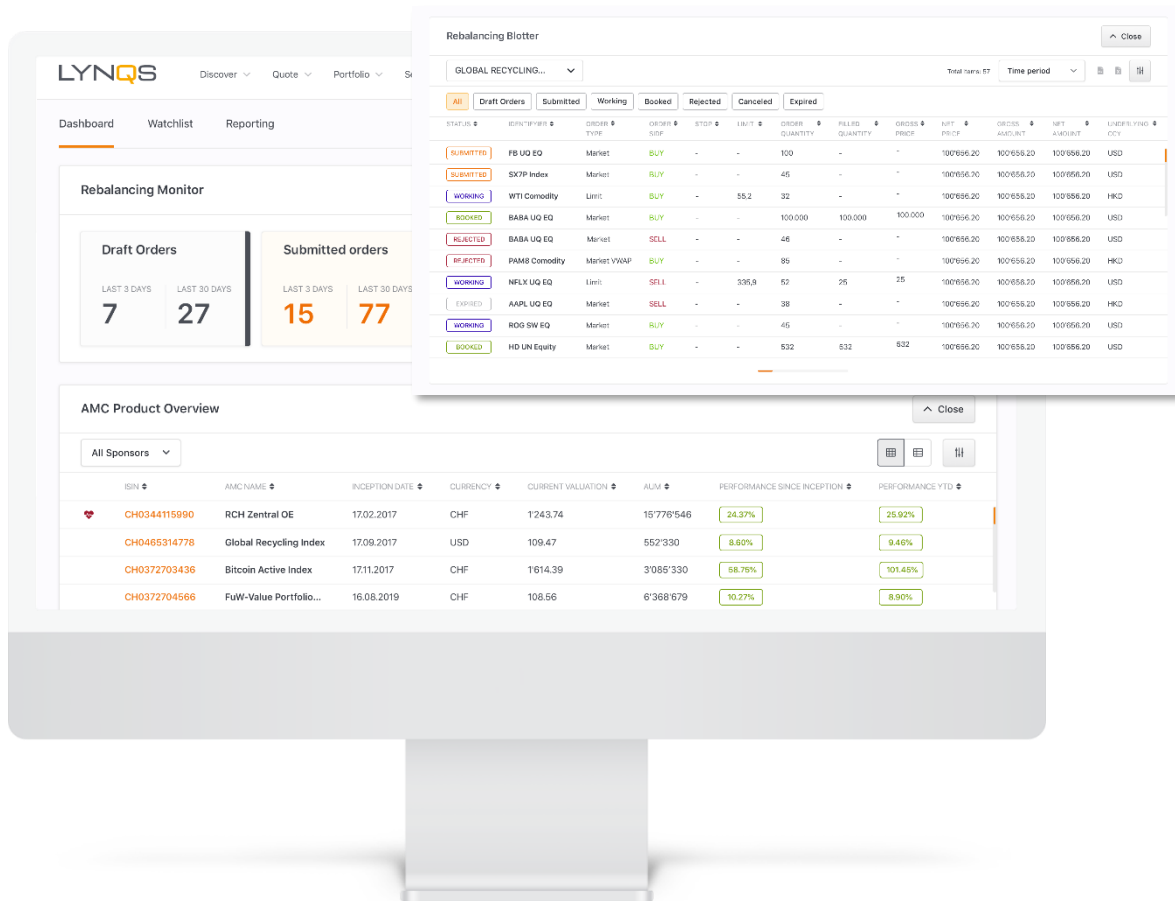 Rebalancing Blotter
Close
GLOBAL RECYCLING...
Total items: 57
Time period
All Draft Orders Submitted Working Booked Rejected Canceled Expired
STATUS IDENTIFYIER ORDER TYPE ORDER SIDE STOP LIMIT ORDER QUANTITY FILLED QUANTITY GROSS PRICE NET PRICE GROSS AMOUNT NET AMOUNT UNDERLYING CCY
SUBMITTED FB UQ EQ Market BUY - - 100 - - 100'656.20 100'656.20 100'656.20 USD
SUBMITTED SX7P Index Market BUY - - 45 - - 100'656.20 100'656.20 100'656.20 USD
WORKING WTI Comodity Limit BUY - 55,2 32 - - 100'656.20 100'656.20 100'656.20 HKD
BOOKED BABA UQ EQ Market BUY - - 100.000 100.000 100.000 100'656.20 100'656.20 100'656.20 USD
REJECTED BABA UQ EQ Market SELL - - 46 - - 100'656.20 100'656.20 100'656.20 USD
REJECTED PAM8 Comodity Market VWAP BUY - - 85 - - 100'656.20 100'656.20 100'656.20 HKD
WORKING NFLX UQ EQ Limit SELL - 335,9 52 25 25 100'656.20 100'656.20 100'656.20 USD
EXPIRED AAPL UQ EQ Market SELL - - 38 - - 100'656.20 100'656.20 100'656.20 HKD
WORKING ROG SW EQ Market BUY - - 45 - - 100'656.20 100'656.20 100'656.20 USD
BOOKED HD UN Equity Market BUY - - 532 532 532 100'656.20 100'656.20 100'656.20 USD
LYNQS
Discover Quote Portfolio
Dashboard Watchlist Reporting
Rebalancing Monitor
Draft Orders
LAST 3 DAYS LAST 30 DAYS
7 27
Submitted orders
LAST 3 DAYS LAST 30 DAYS
15 77
AMC Product Overview
Close
All Sponsors
ISIN AMC NAME INCEPTION DATE CURRENCY CURRENT VALUATION AUM PERFORMANCE SINCE INCEPTION PERFORMANCE YTD
CH0344115990 RCH Zentral OE 17.02.2017 CHF 1'243.74 15'776'546 24.37% 25.92%
CH0465314778 Global Recycling Index 17.09.2017 USD 109.47 552'330 8.60% 9.46%
CH0372703436 Bitcoin Active Index 17.11.2017 CHF 1'614.39 3'085'330 58.75% 101.45%
CH0372704566 FuW-Value Portfolio... 16.08.2019 CHF 108.56 6'368'679 10.27% 8.90%